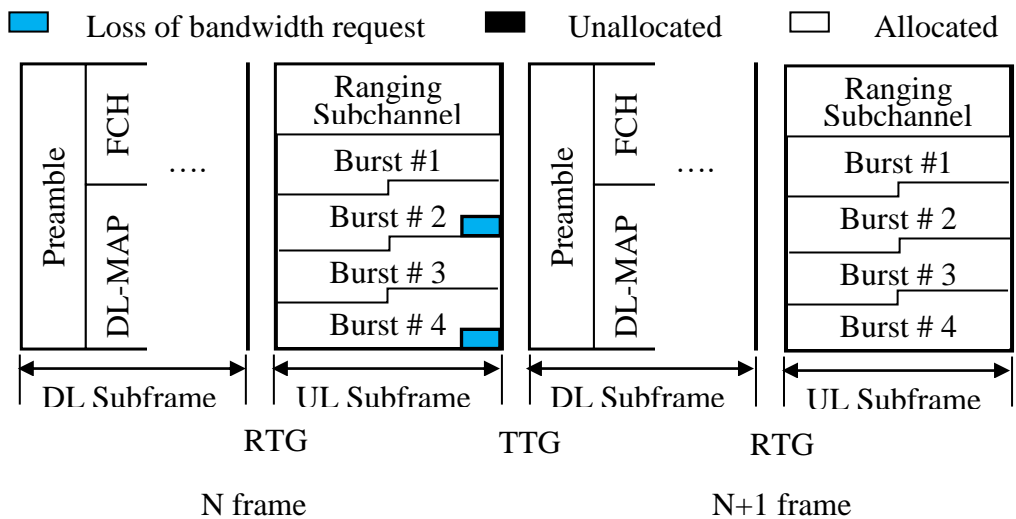 Loss of bandwidth request
Unallocated
Allocated
Preamble
FCH
DL-MAP
....
Ranging
Subchannel
Burst #1
Burst # 2
Burst # 3
Burst # 4
Preamble
FCH
DL-MAP
....
Ranging
Subchannel
Burst #1
Burst # 2
Burst # 3
Burst # 4
DL Subframe
UL Subframe
DL Subframe
UL Subframe
RTG
TTG
RTG
N frame
N+1 frame